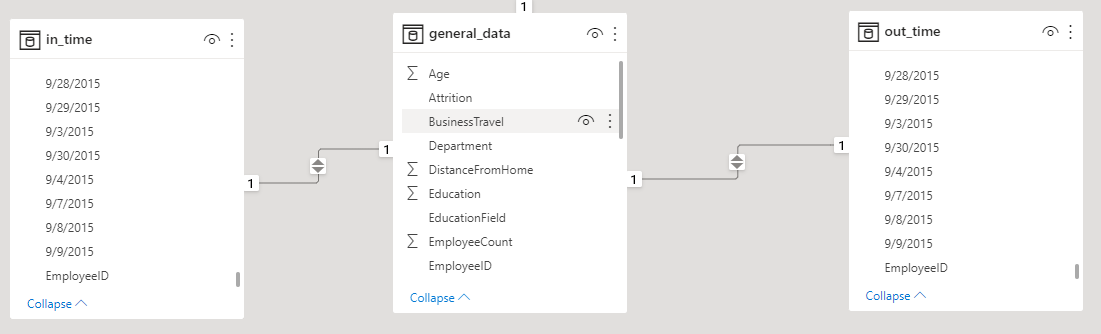 in_time
9/28/2015
9/29/2015
9/3/2015
9/30/2015
9/4/2015
9/7/2015
9/8/2015
9/9/2015
EmployeeID
Collapse
1
1
1
general_data
Age
Attrition
BusinessTravel
Department
DistanceFromHome
Education
EducationField
EmployeeCount
EmployeeID
Collapse
1
1
out_time
9/28/2015
9/29/2015
9/3/2015
9/30/2015
9/4/2015
9/7/2015
9/8/2015
9/9/2015
EmployeeID
Collapse